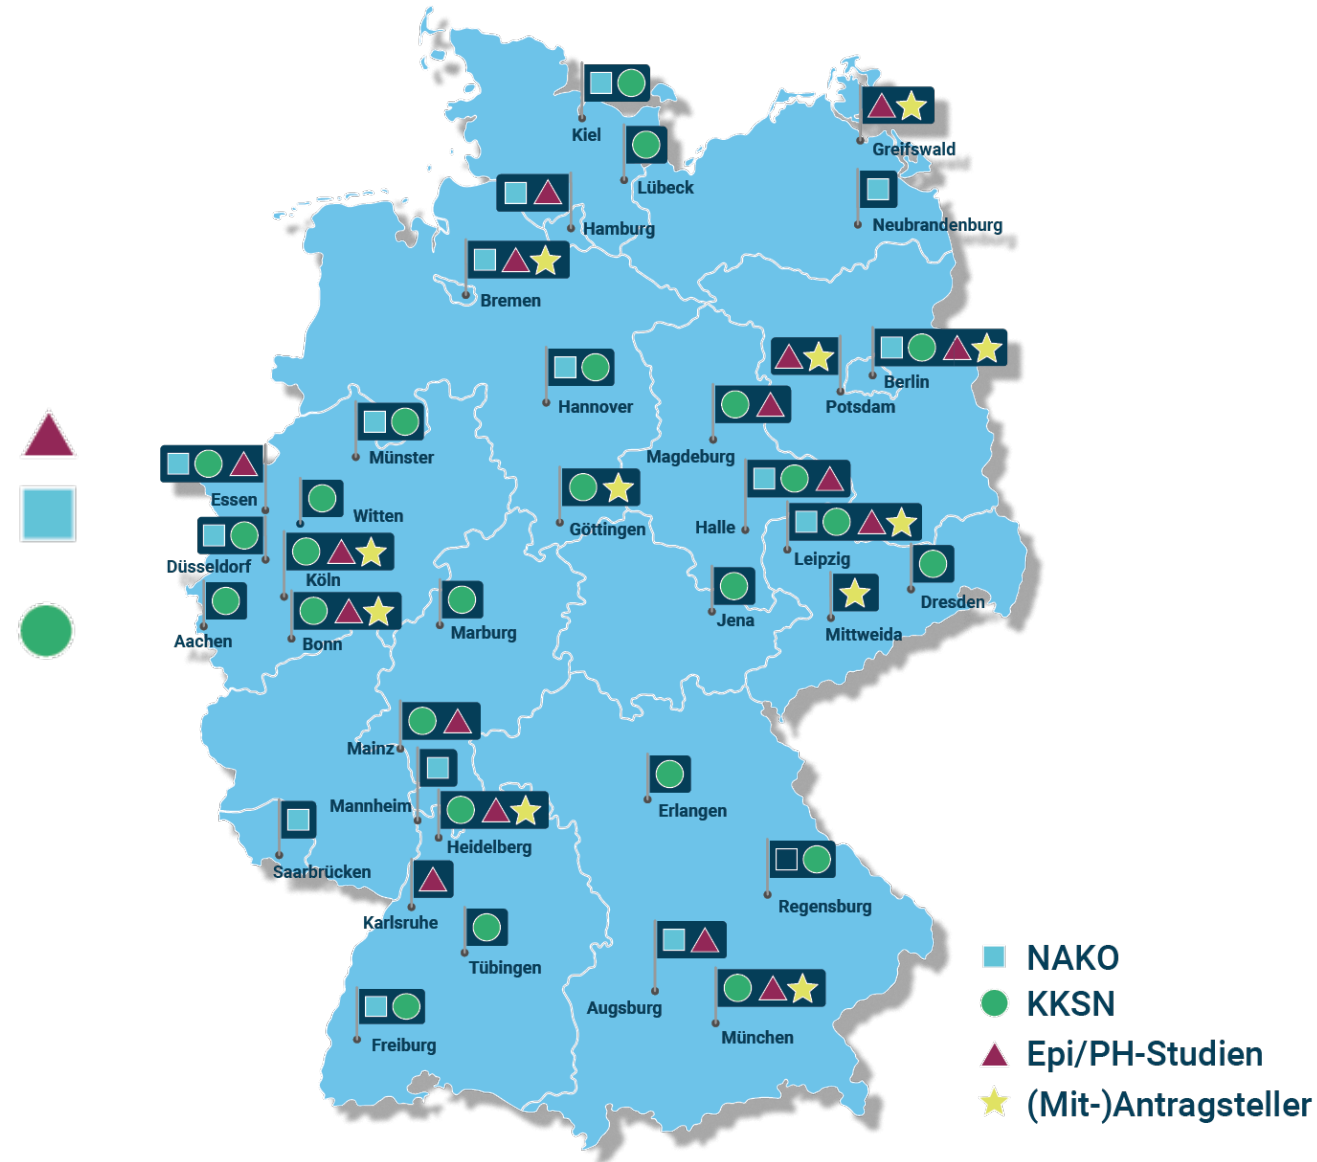 Kiel
Greifswald
Lübeck
Neubrandenburg
Hamburg
Bremen
Berlin
Potsdam
Hannover
Münster
Magdeburg
Essen
Witten
Göttingen
Halle
Leipzig
Düsseldorf
Köln
Dresden
Jena
Mittweida
Aachen
Bonn
Marburg
Mainz
Mannheim
Erlangen
Heidelberg
Saarbrücken
Regensburg
Karlsruhe
Tübingen
Augsburg
München
Freiburg
NAKO
KKSN
Epi/PH-Studien
(Mit-)Antragsteller